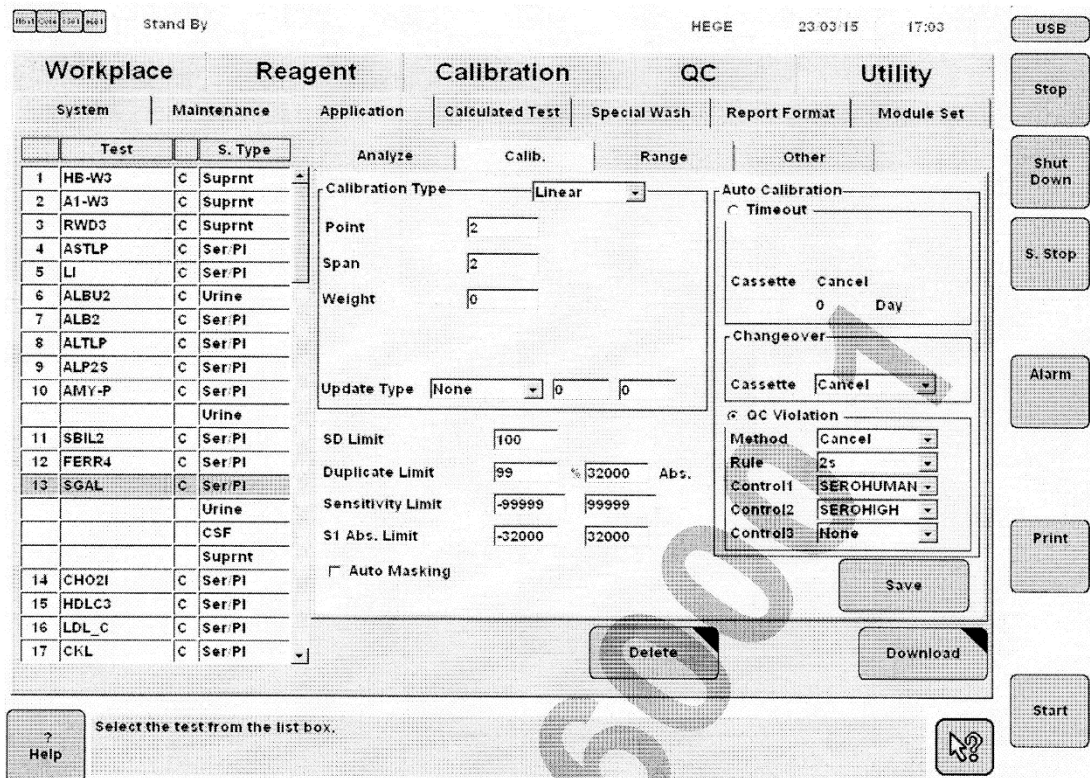 Stand By HEGE 23/03/15 17:03 USB
Workplace Reagent Calibration QC Utility Stop
System Maintenance Application Calculated Test Special Wash Report Format Module Set
Test S. Type Analyze Calib. Range Other Shut Down
1 HB-W3 C Suprnt Calibration Type Linear Auto Calibration
2 A1-W3 C Suprnt Timeout
3 RWD3 C Suprnt Point 2
4 ASTLP C Ser/Pl S. Stop
5 LI C Ser/Pl Span 2 Cassette Cancel
6 ALBU2 C Urine Weight 0 0 Day
7 ALB2 C Ser/Pl
8 ALTLP C Ser/Pl Changeover
9 ALP2S C Ser/Pl Alarm
10 AMY-P C Ser/Pl Update Type None 0 0 Cassette Cancel
Urine QC Violation
11 SBIL2 C Ser/Pl SD Limit 100 Method Cancel
12 FERR4 C Ser/Pl Duplicate Limit 99 % 32000 Abs. Rule 2s
13 SGAL C Ser/Pl Control1 SEROHUMAN
Urine Sensitivity Limit -99999 99999 Control2 SEROHIGH
CSF S1 Abs. Limit -32000 32000 Control3 None Print
Suprnt Auto Masking
14 CHO2I C Ser/Pl Save
15 HDLC3 C Ser/Pl
16 LDL_C C Ser/Pl
17 CKL C Ser/Pl Delete Download
Start
? Help Select the test from the list box.